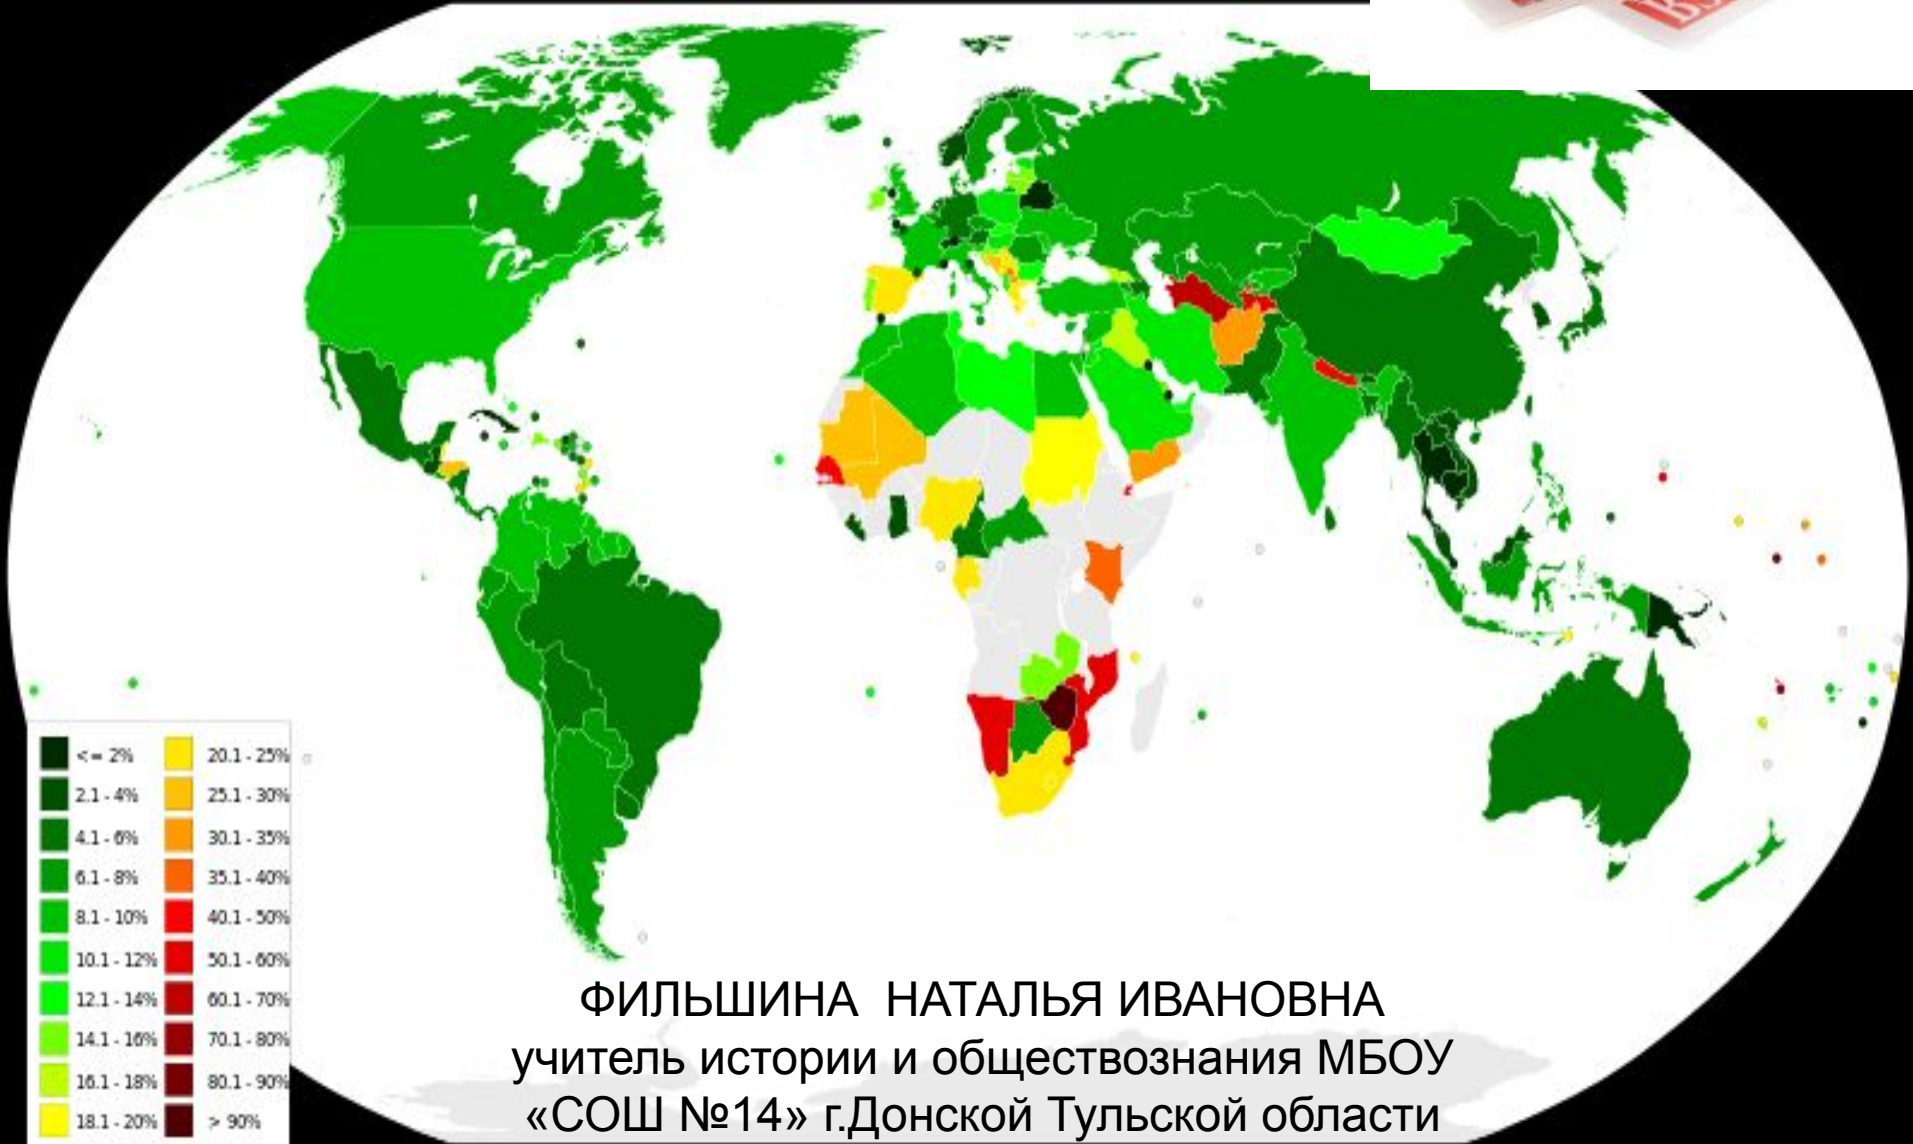 <= 2%
2.1 - 4%
4.1 - 6%
6.1 - 8%
8.1 - 10%
10.1 - 12%
12.1 - 14%
14.1 - 16%
16.1 - 18%
18.1 - 20%
20.1 - 25%
25.1 - 30%
30.1 - 35%
35.1 - 40%
40.1 - 50%
50.1 - 60%
60.1 - 70%
70.1 - 80%
80.1 - 90%
> 90%
ФИЛЬШИНА НАТАЛЬЯ ИВАНОВНА
учитель истории и обществознания МБОУ
«СОШ №14» г.Донской Тульской области